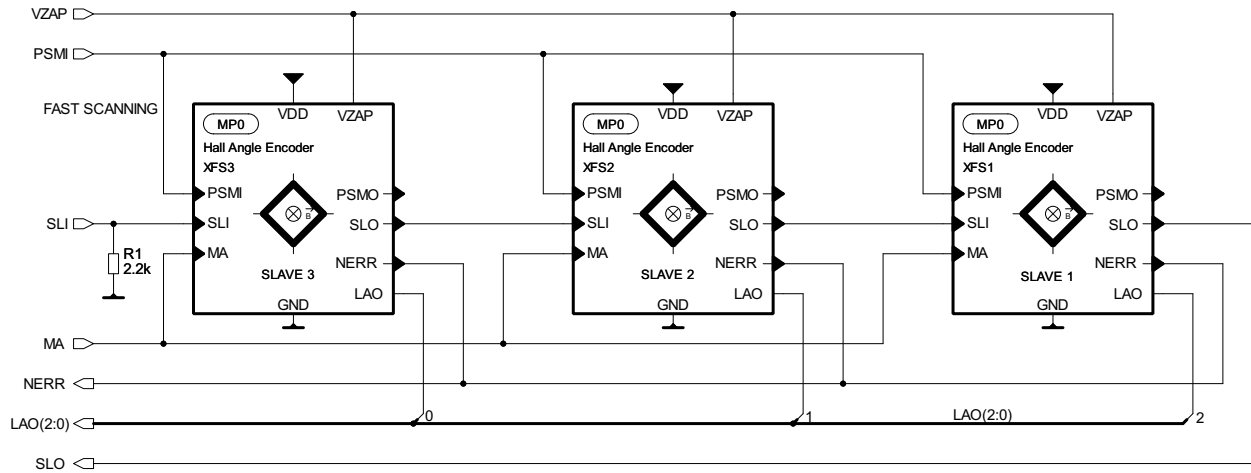 VZAP
PSMI
FAST SCANNING
SLI
R1
2.2k
MA
NERR
LAO(2:0)
SLO
MP0
VDD
VZAP
Hall Angle Encoder
XFS3
PSMI
SLI
MA
B
PSMO
SLO
NERR
LAO
SLAVE 3
GND
0
MP0
VDD
VZAP
Hall Angle Encoder
XFS2
PSMI
SLI
MA
B
PSMO
SLO
NERR
LAO
SLAVE 2
GND
1
MP0
VDD
VZAP
Hall Angle Encoder
XFS1
PSMI
SLI
MA
B
PSMO
SLO
NERR
LAO
SLAVE 1
GND
LAO(2:0)
2